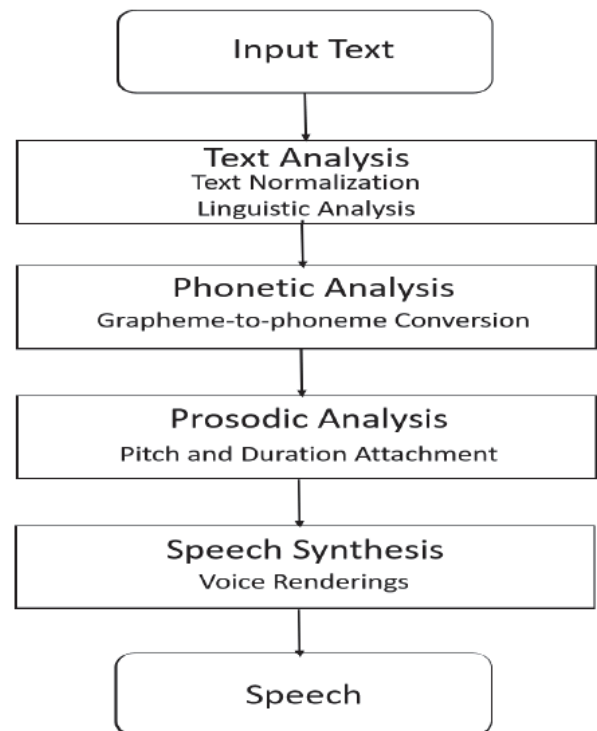 Input Text
Text Analysis
Text Normalization
Linguistic Analysis
Phonetic Analysis
Grapheme-to-phoneme Conversion
Prosodic Analysis
Pitch and Duration Attachment
Speech Synthesis
Voice Renderings
Speech